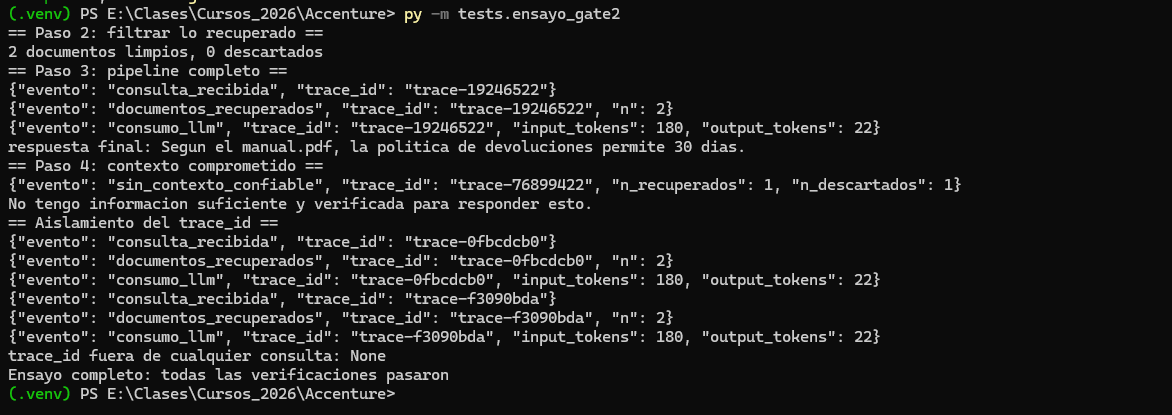 (.venv) PS E:\Clases\Cursos_2026\Accenture> py -m tests.ensayo_gate2
== Paso 2: filtrar lo recuperado ==
2 documentos limpios, 0 descartados
== Paso 3: pipeline completo ==
{"evento": "consulta_recibida", "trace_id": "trace-19246522"}
{"evento": "documentos_recuperados", "trace_id": "trace-19246522", "n": 2}
{"evento": "consumo_llm", "trace_id": "trace-19246522", "input_tokens": 180, "output_tokens": 22}
respuesta final: Segun el manual.pdf, la politica de devoluciones permite 30 dias.
== Paso 4: contexto comprometido ==
{"evento": "sin_contexto_confiable", "trace_id": "trace-76899422", "n_recuperados": 1, "n_descartados": 1}
No tengo informacion suficiente y verificada para responder esto.
== Aislamiento del trace_id ==
{"evento": "consulta_recibida", "trace_id": "trace-0fbcdcb0"}
{"evento": "documentos_recuperados", "trace_id": "trace-0fbcdcb0", "n": 2}
{"evento": "consumo_llm", "trace_id": "trace-0fbcdcb0", "input_tokens": 180, "output_tokens": 22}
{"evento": "consulta_recibida", "trace_id": "trace-f3090bda"}
{"evento": "documentos_recuperados", "trace_id": "trace-f3090bda", "n": 2}
{"evento": "consumo_llm", "trace_id": "trace-f3090bda", "input_tokens": 180, "output_tokens": 22}
trace_id fuera de cualquier consulta: None
Ensayo completo: todas las verificaciones pasaron
(.venv) PS E:\Clases\Cursos_2026\Accenture>